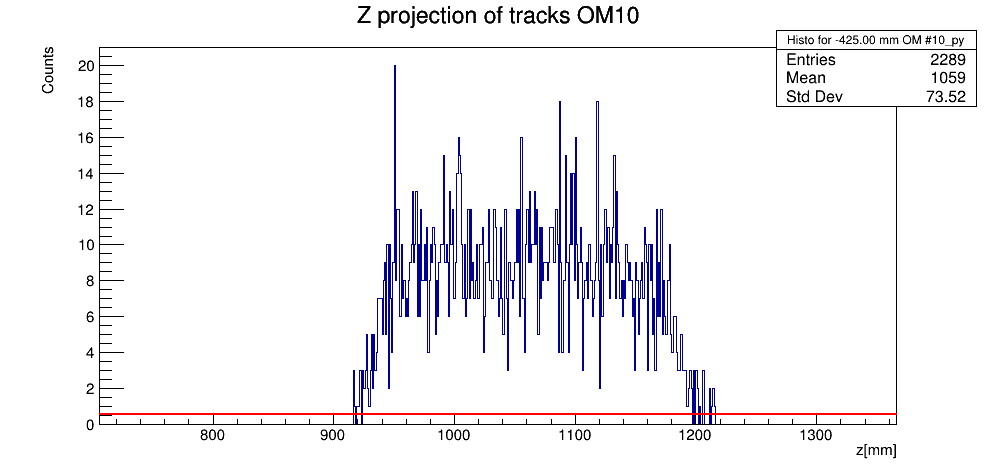 Z projection of tracks OM10
Histo for -425.00 mm OM #10_py
Entries 2289
Mean 1059
Std Dev 73.52
Counts
20
18
16
14
12
10
8
6
4
2
0
800 900 1000 1100 1200 1300
z[mm]